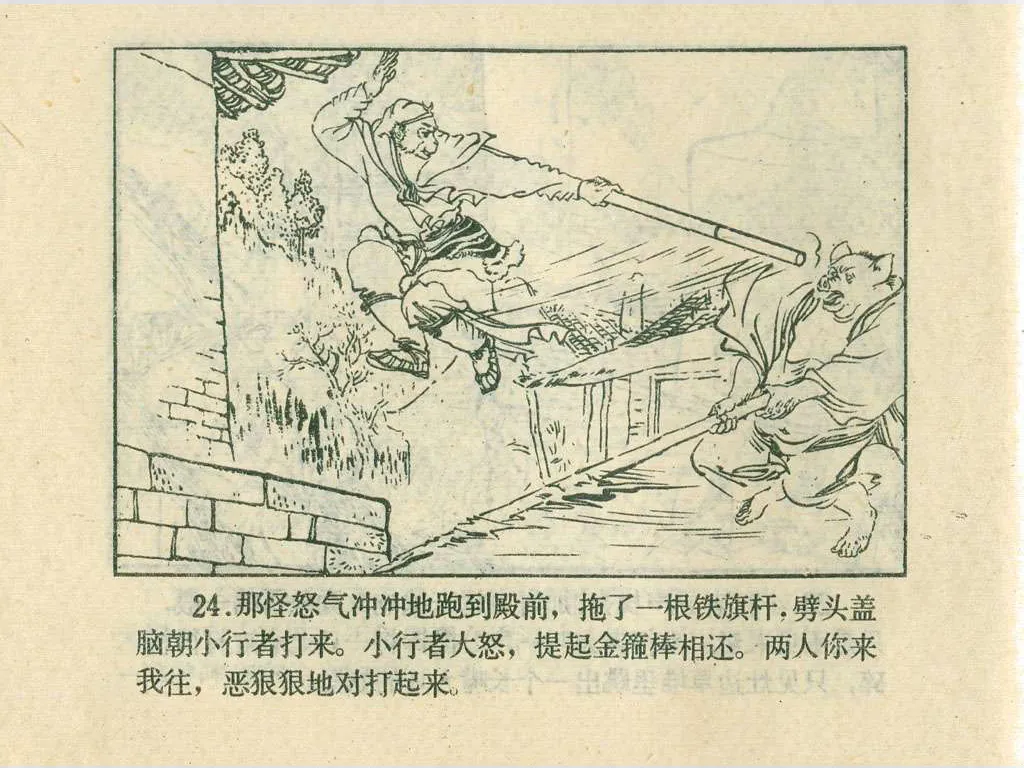 24.那怪怒气冲冲地跑到殿前，拖了一根铁旗杆，劈头盖
脑朝小行者打来。小行者大怒，提起金箍棒相还。两人你来
我往，恶狠狠地对打起来。